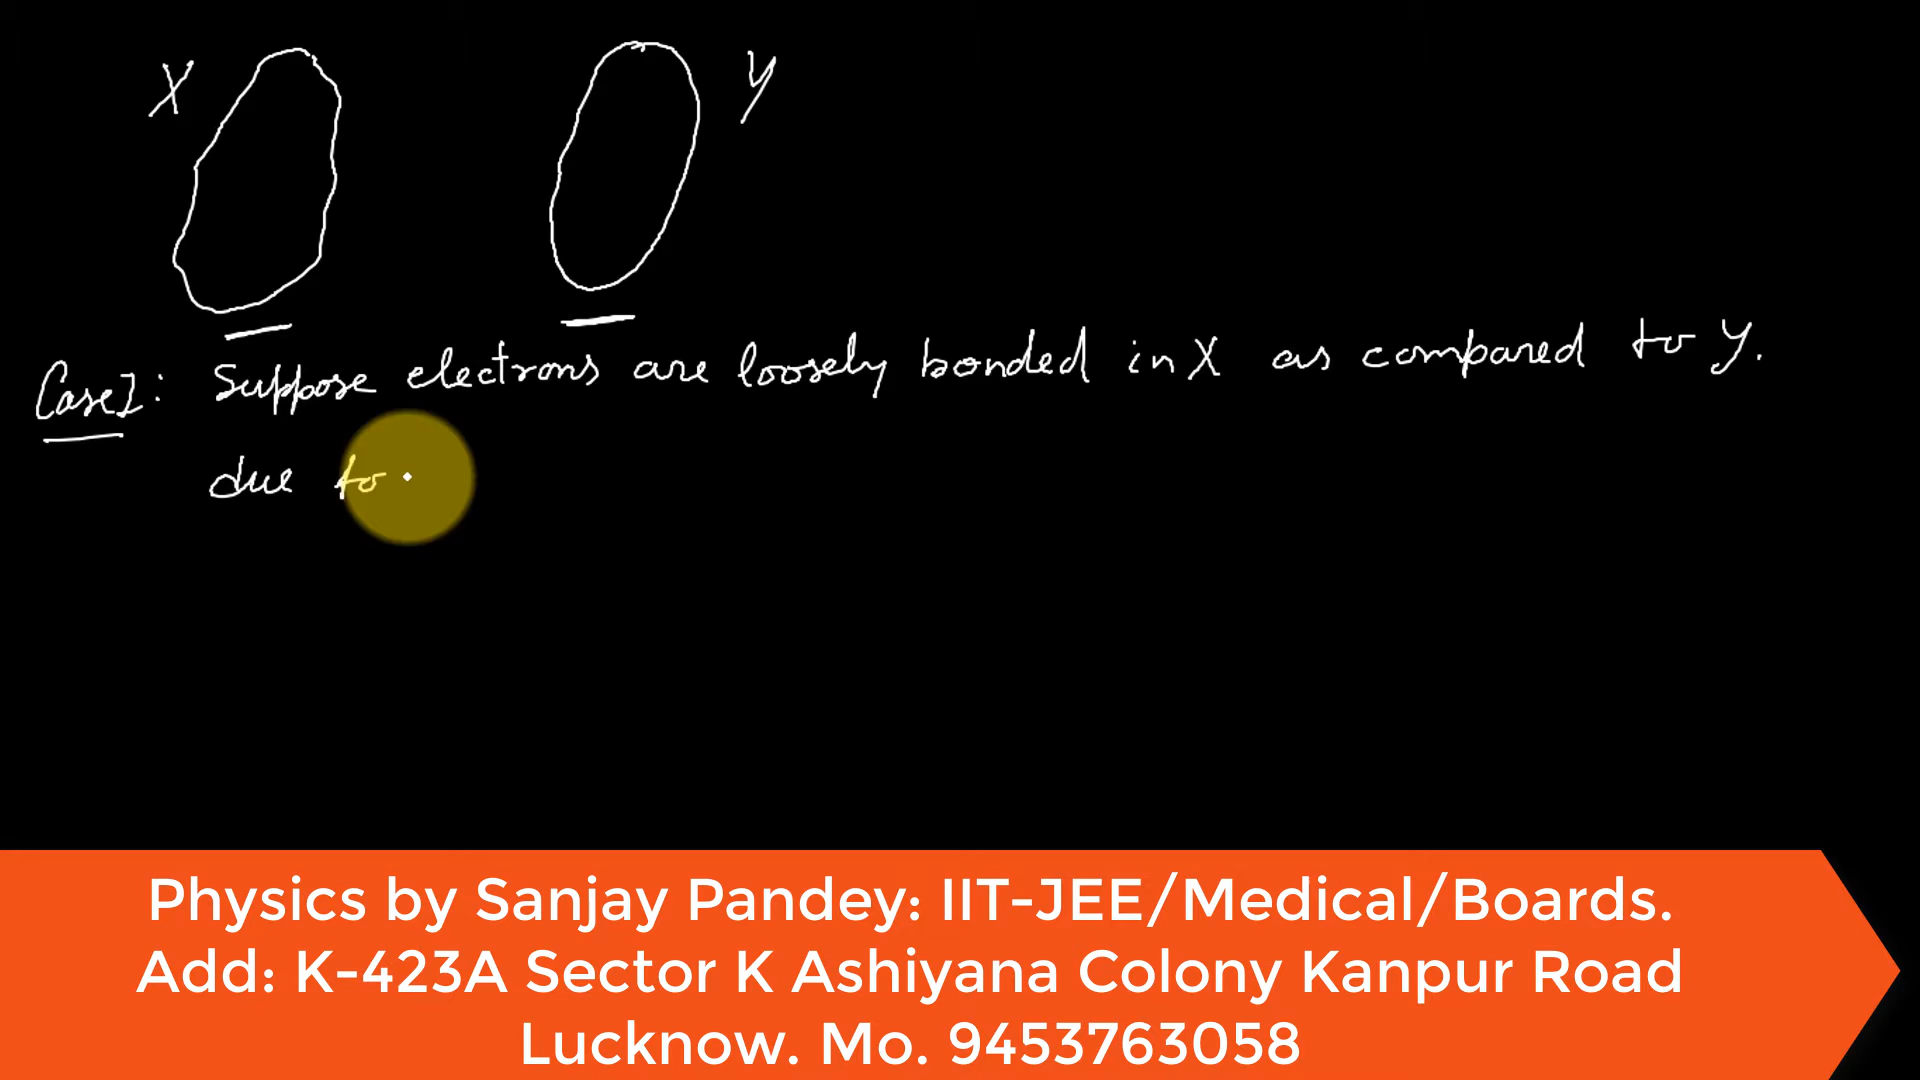 X Y
Case I: Suppose electrons are loosely bonded in X as compared to Y.
due to
Physics by Sanjay Pandey: IIT-JEE/Medical/Boards.
Add: K-423A Sector K Ashiyana Colony Kanpur Road
Lucknow. Mo. 9453763058